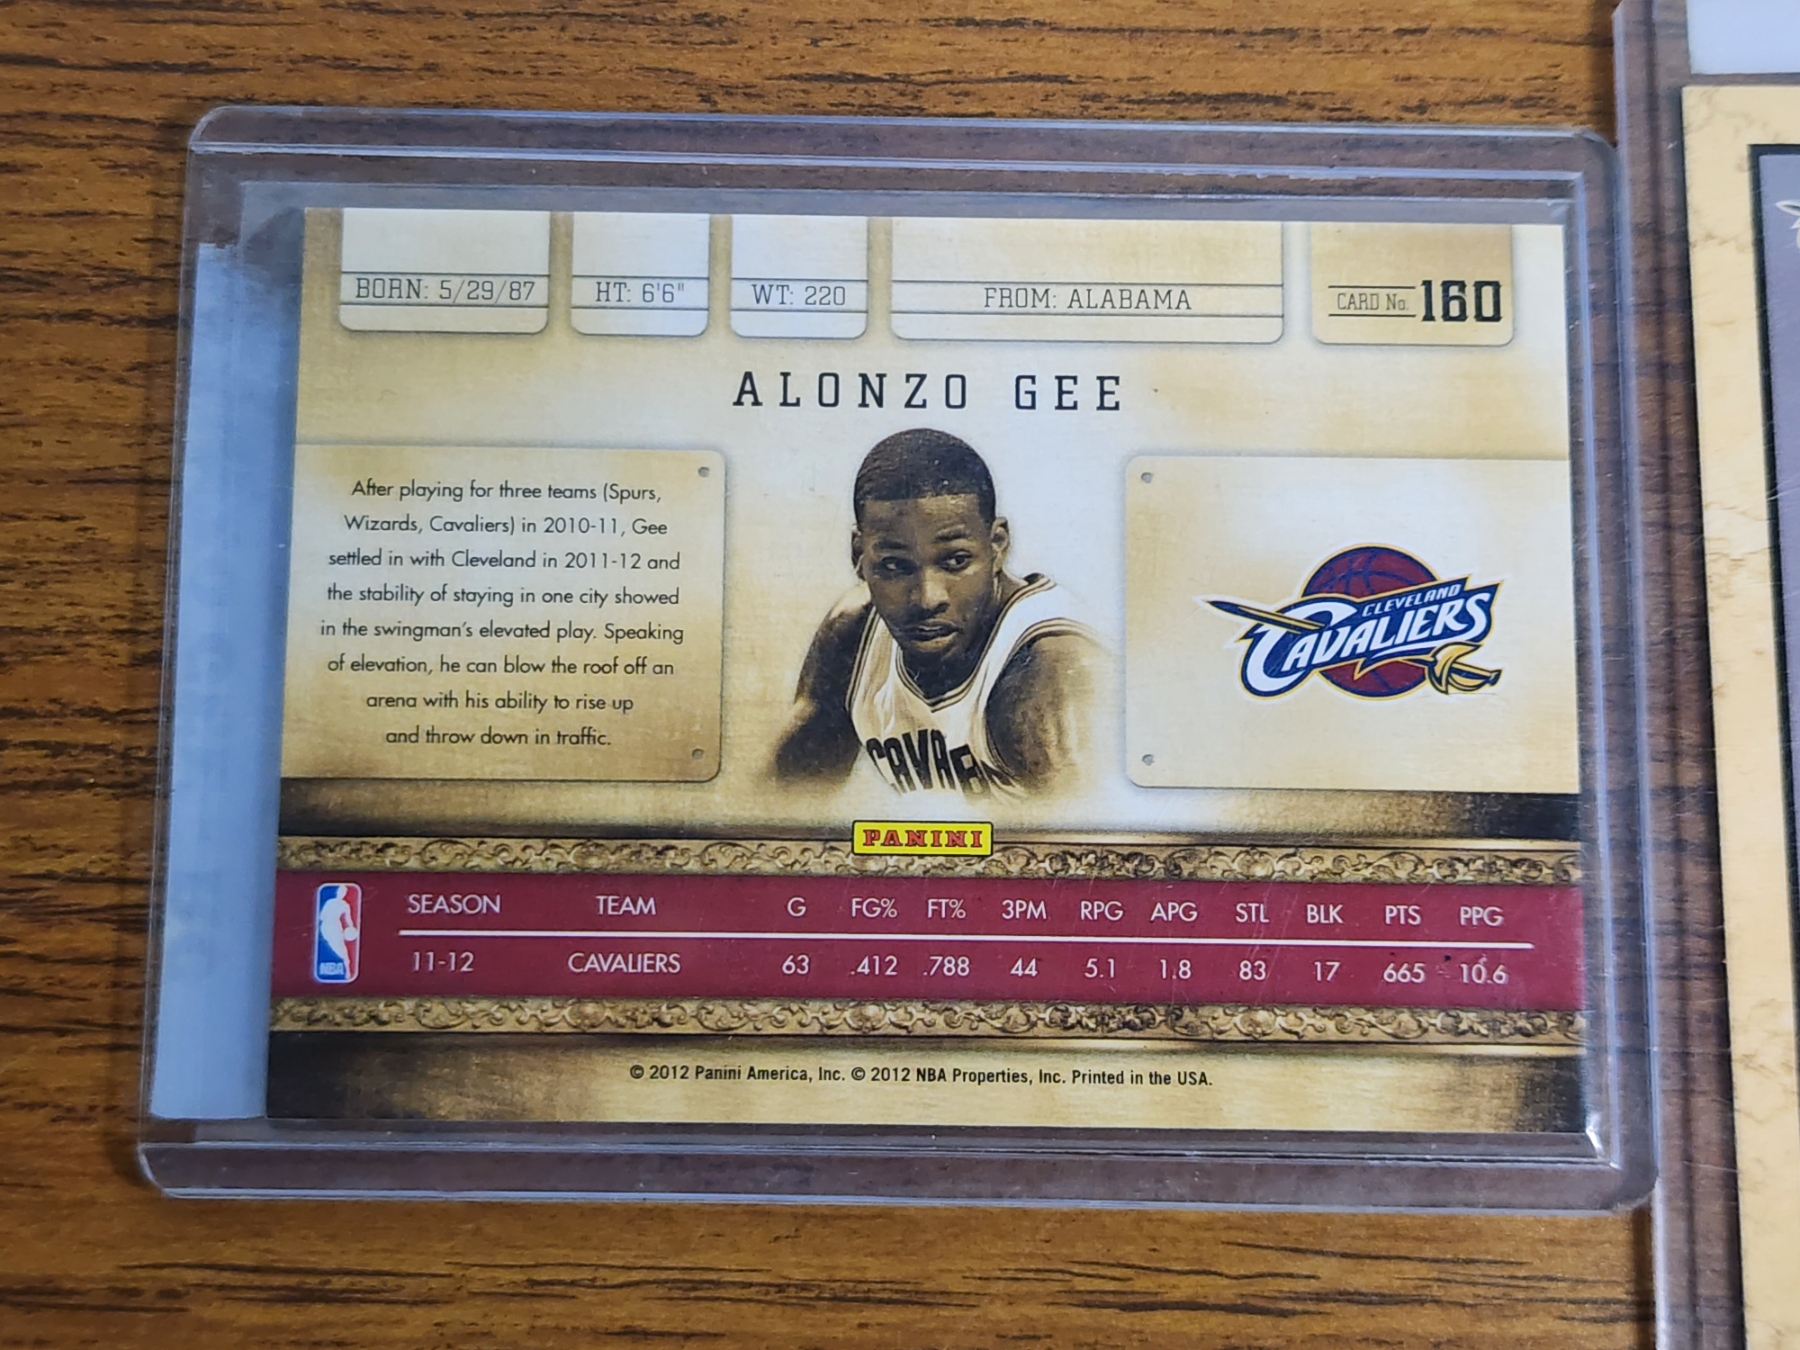 BORN: 5/29/87 HT: 6'6" WT: 220 FROM: ALABAMA CARD No. 160
ALONZO GEE
After playing for three teams (Spurs,
Wizards, Cavaliers) in 2010-11, Gee
settled in with Cleveland in 2011-12 and
the stability of staying in one city showed
in the swingman's elevated play. Speaking
of elevation, he can blow the roof off an
arena with his ability to rise up
and throw down in traffic.
CLEVELAND
CAVALIERS
PANINI
SEASON TEAM G FG% FT% 3PM RPG APG STL BLK PTS PPG
11-12 CAVALIERS 63 .412 .788 44 5.1 1.8 83 17 665 10.6
NBA
© 2012 Panini America, Inc. © 2012 NBA Properties, Inc. Printed in the USA.